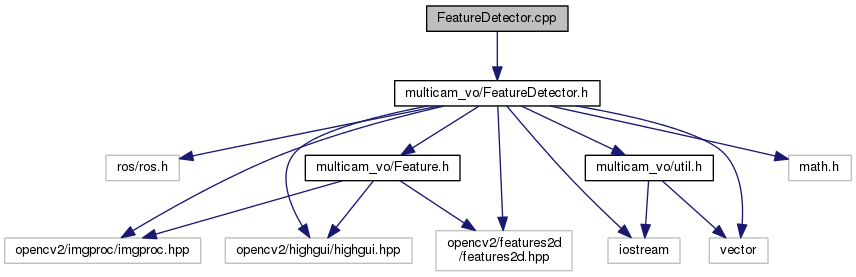 FeatureDetector.cpp
multicam_vo/FeatureDetector.h
ros/ros.h
multicam_vo/Feature.h
multicam_vo/util.h
math.h
opencv2/imgproc/imgproc.hpp
opencv2/highgui/highgui.hpp
opencv2/features2d
/features2d.hpp
iostream
vector